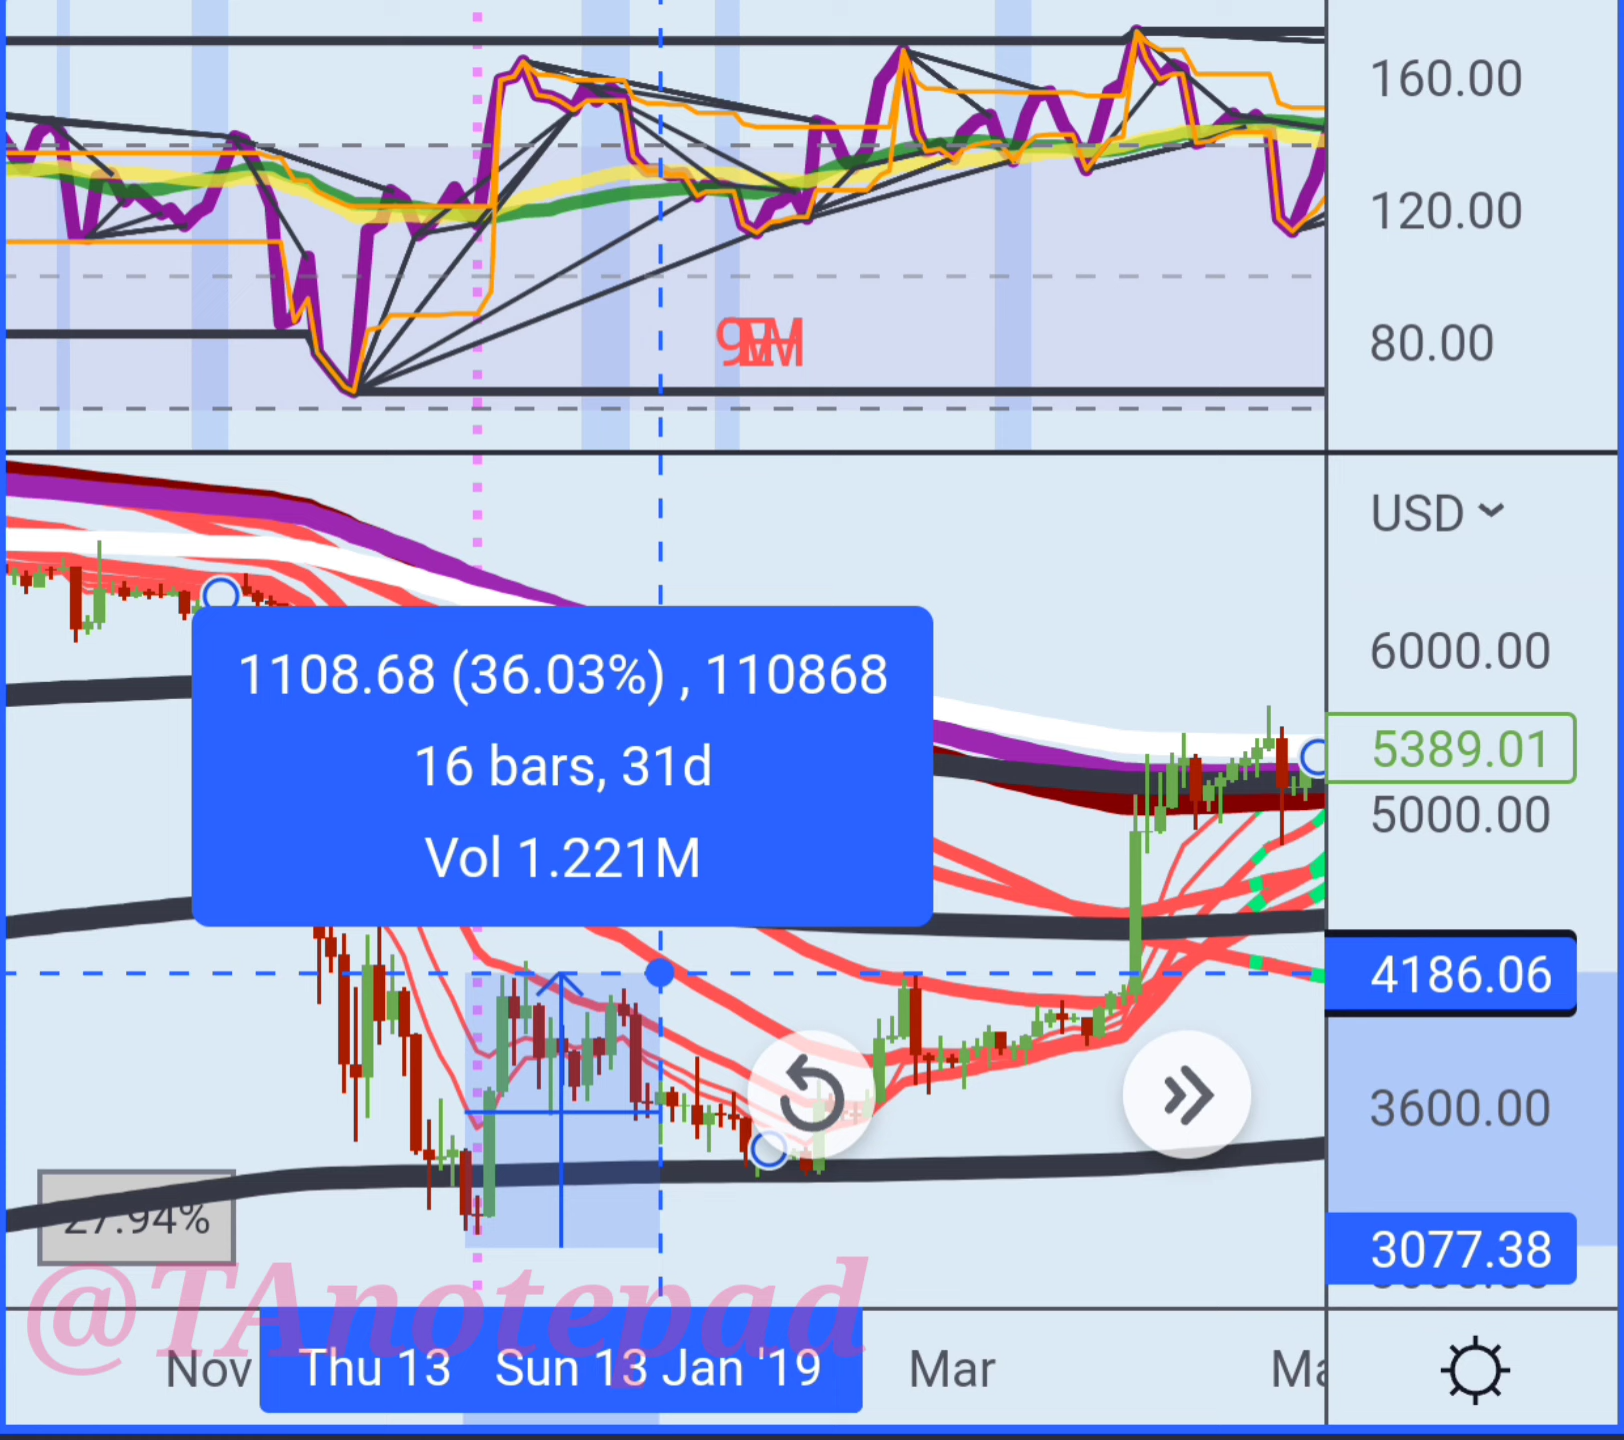 160.00
120.00
80.00
USD
6000.00
1108.68 (36.03%) , 110868
16 bars, 31d
Vol 1.221M
5389.01
5000.00
4186.06
3600.00
27.94%
3077.38
@TAnotepad
Nov Thu 13 Sun 13 Jan '19 Mar